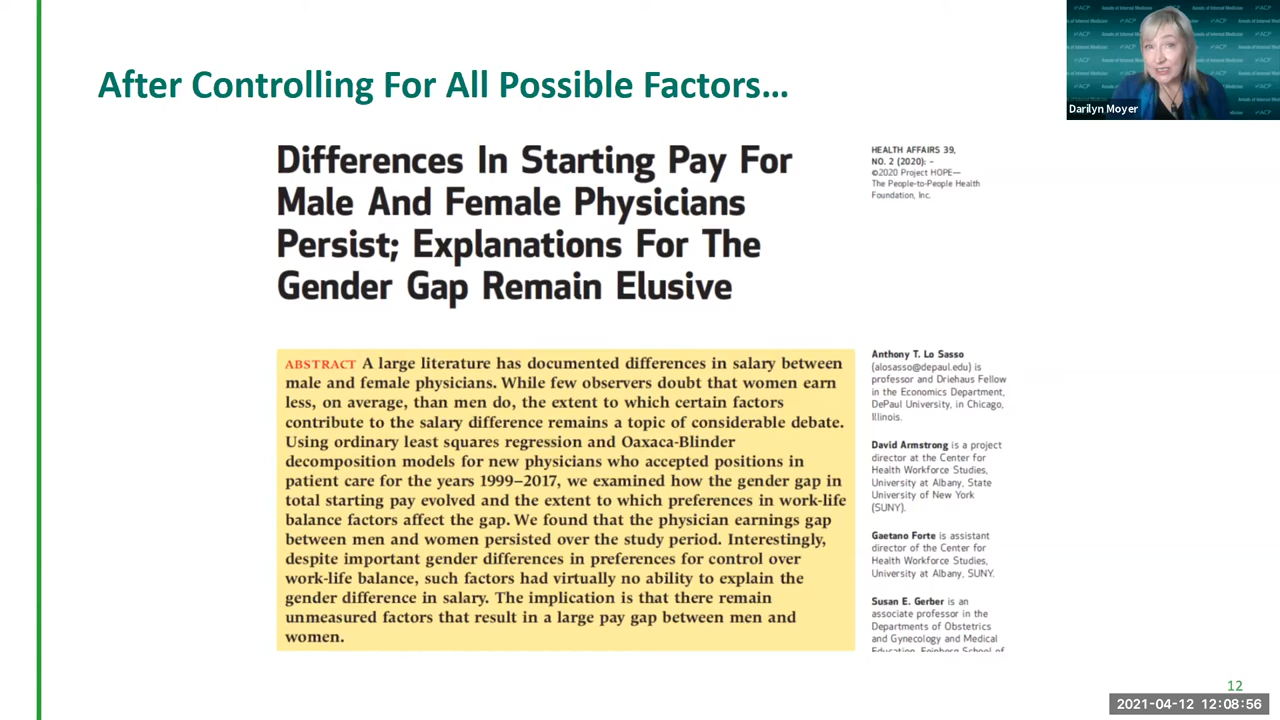 After Controlling For All Possible Factors...
Differences In Starting Pay For
Male And Female Physicians
Persist; Explanations For The
Gender Gap Remain Elusive
HEALTH AFFAIRS 39,
NO. 2 (2020): –
©2020 Project HOPE—
The People-to-People Health
Foundation, Inc.
ABSTRACT A large literature has documented differences in salary between
male and female physicians. While few observers doubt that women earn
less, on average, than men do, the extent to which certain factors
contribute to the salary difference remains a topic of considerable debate.
Using ordinary least squares regression and Oaxaca-Blinder
decomposition models for new physicians who accepted positions in
patient care for the years 1999–2017, we examined how the gender gap in
total starting pay evolved and the extent to which preferences in work-life
balance factors affect the gap. We found that the physician earnings gap
between men and women persisted over the study period. Interestingly,
despite important gender differences in preferences for control over
work-life balance, such factors had virtually no ability to explain the
gender difference in salary. The implication is that there remain
unmeasured factors that result in a large pay gap between men and
women.
Anthony T. Lo Sasso
(alosasso@depaul.edu) is
professor and Driehaus Fellow
in the Economics Department,
DePaul University, in Chicago,
Illinois.
David Armstrong is a project
director at the Center for
Health Workforce Studies,
University at Albany, State
University of New York
(SUNY).
Gaetano Forte is assistant
director of the Center for
Health Workforce Studies,
University at Albany, SUNY.
Susan E. Gerber is an
associate professor in the
Departments of Obstetrics
and Gynecology and Medical
Education, Feinberg School of
Darilyn Moyer
ACP
Annals of Internal Medicine
12
2021-04-12 12:08:56